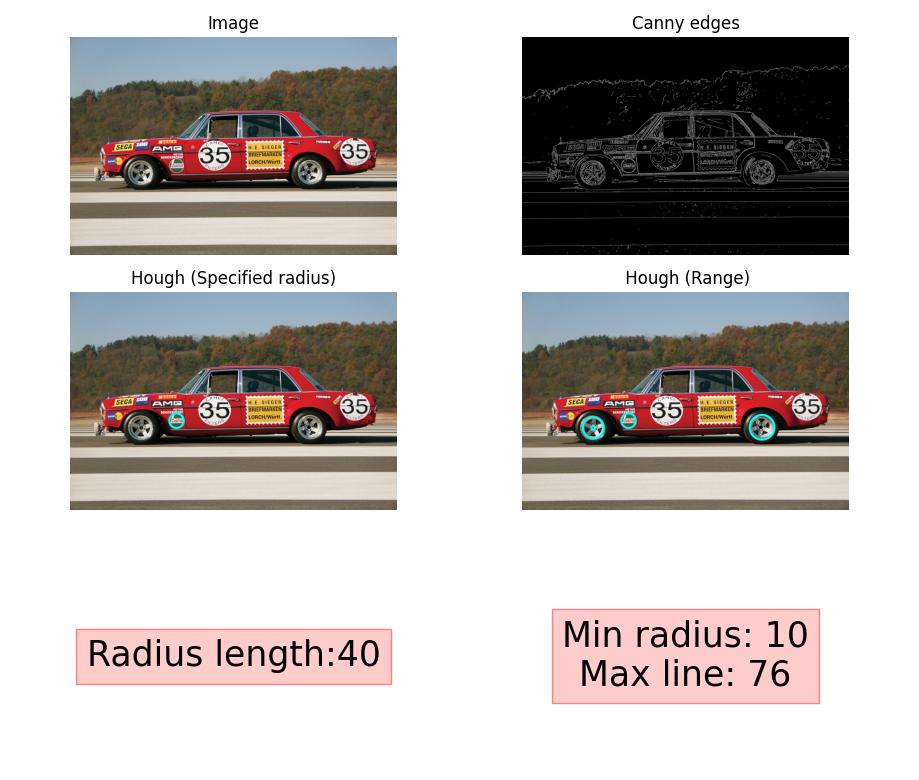 Image
Canny edges
SEGA
AMG
35
H.E. SIEGER
BRIEFMARKEN
LORCH/Württ.
35
Hough (Specified radius)
Hough (Range)
SEGA
AMG
35
H.E. SIEGER
BRIEFMARKEN
LORCH/Württ.
35
SEGA
AMG
35
H.E. SIEGER
BRIEFMARKEN
LORCH/Württ.
35
Radius length:40
Min radius: 10
Max line: 76